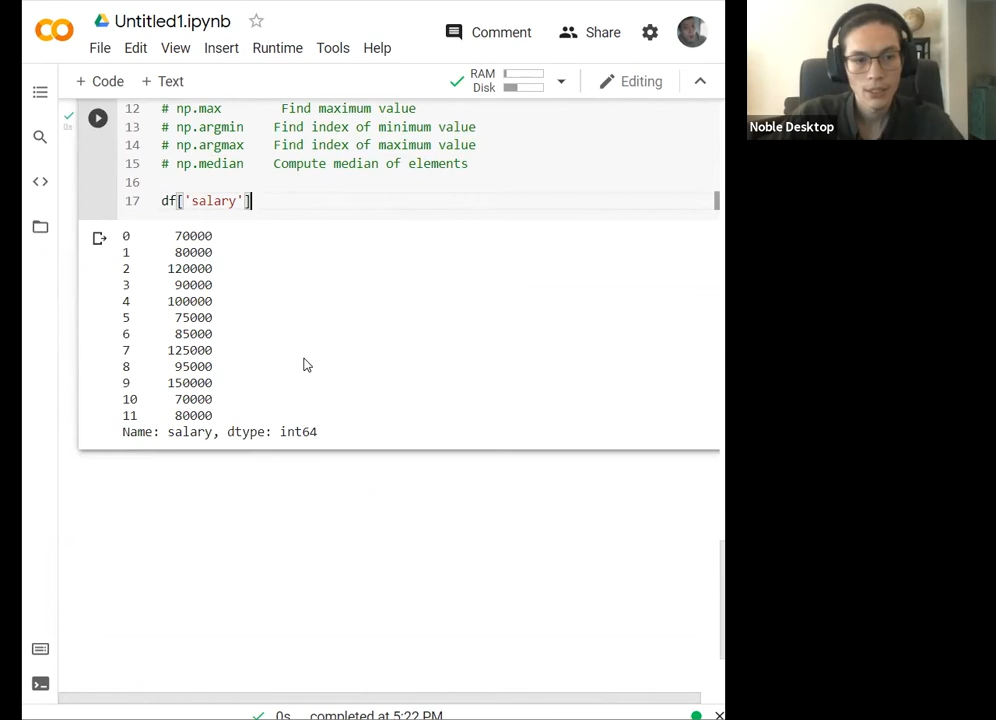 Untitled1.ipynb
Comment
Share
File Edit View Insert Runtime Tools Help
+ Code + Text
RAM
Disk
Editing
12 # np.max Find maximum value
13 # np.argmin Find index of minimum value
14 # np.argmax Find index of maximum value
15 # np.median Compute median of elements
16
17 df['salary']
0s
0 70000
1 80000
2 120000
3 90000
4 100000
5 75000
6 85000
7 125000
8 95000
9 150000
10 70000
11 80000
Name: salary, dtype: int64
0s completed at 5:22 PM
Noble Desktop